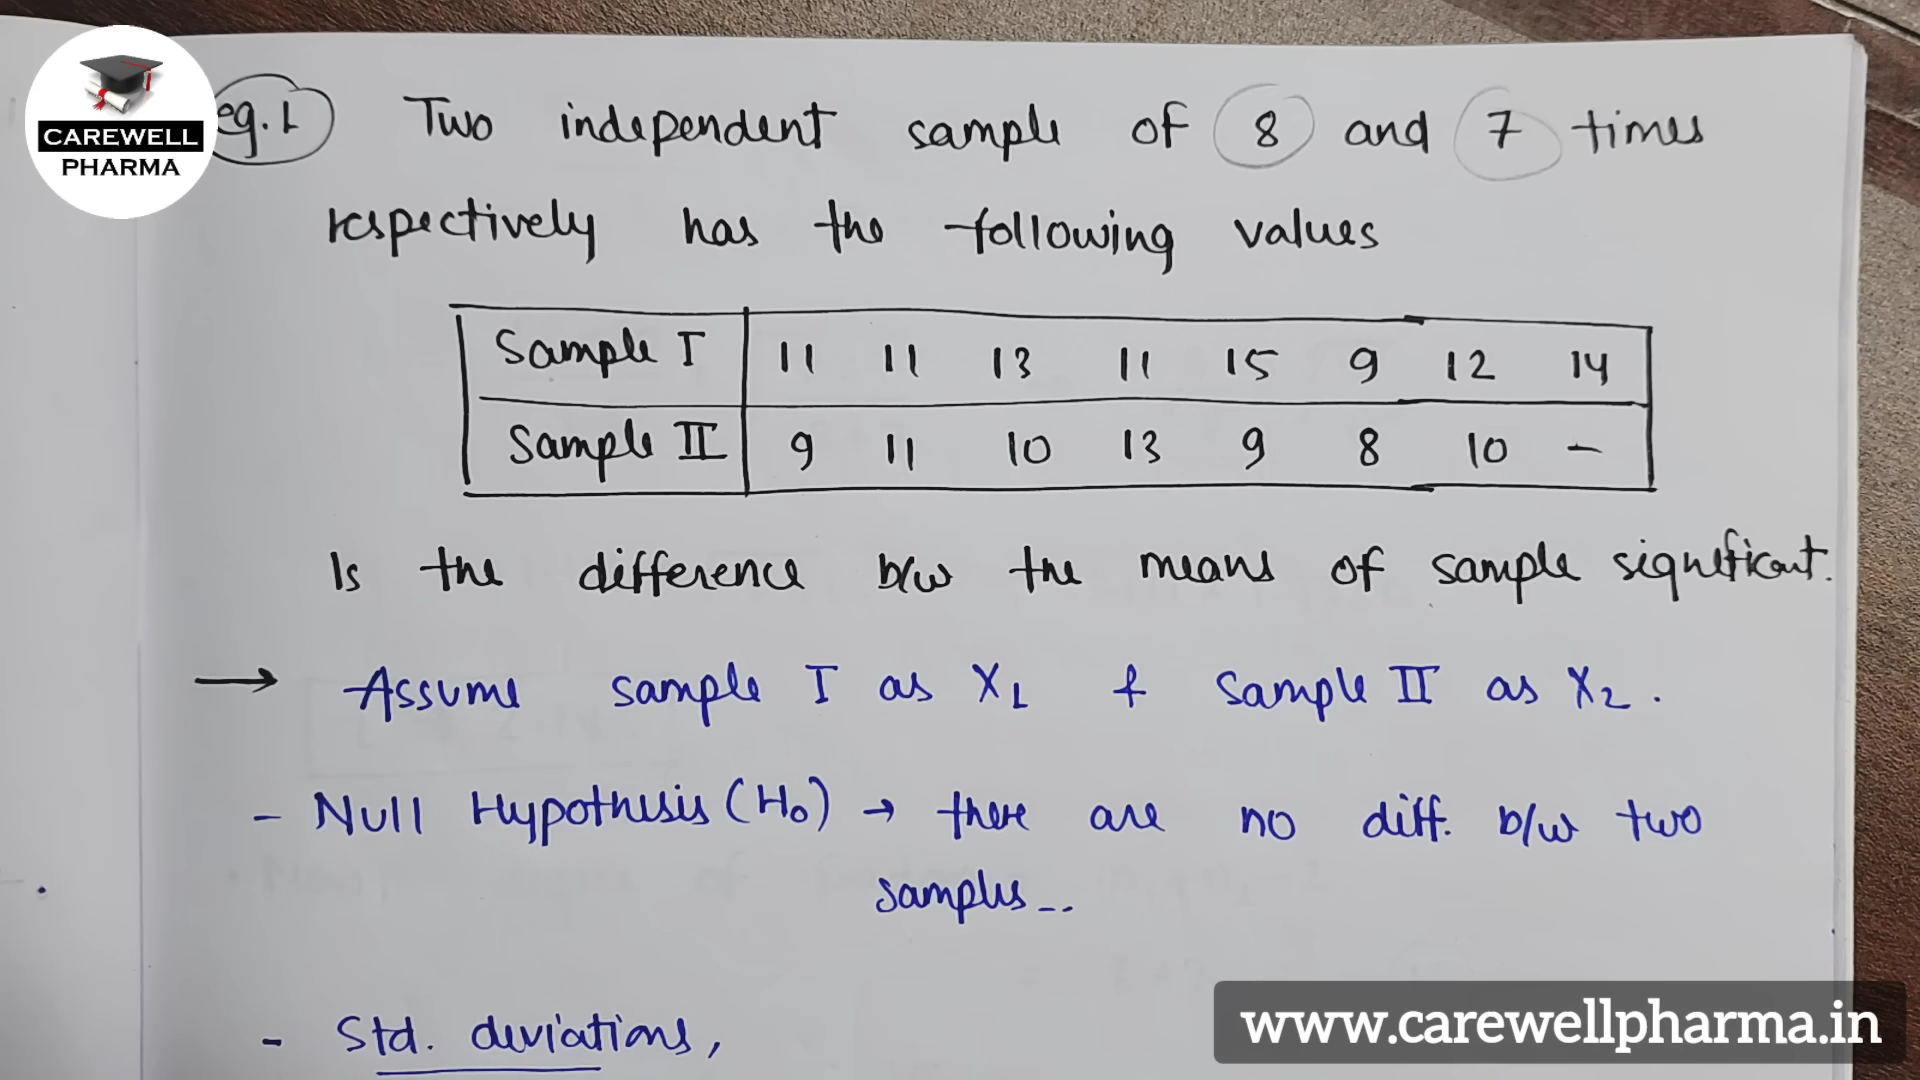 CAREWELL
PHARMA
eg.1 Two independent sample of 8 and 7 times
respectively has the following values
Sample I 11 11 13 11 15 9 12 14
Sample II 9 11 10 13 9 8 10 –
Is the difference b/w the means of sample significant.
→ Assume sample I as X1 & Sample II as X2.
- Null Hypothesis (H0) → there are no diff. b/w two
samples--
- Std. deviations,
www.carewellpharma.in